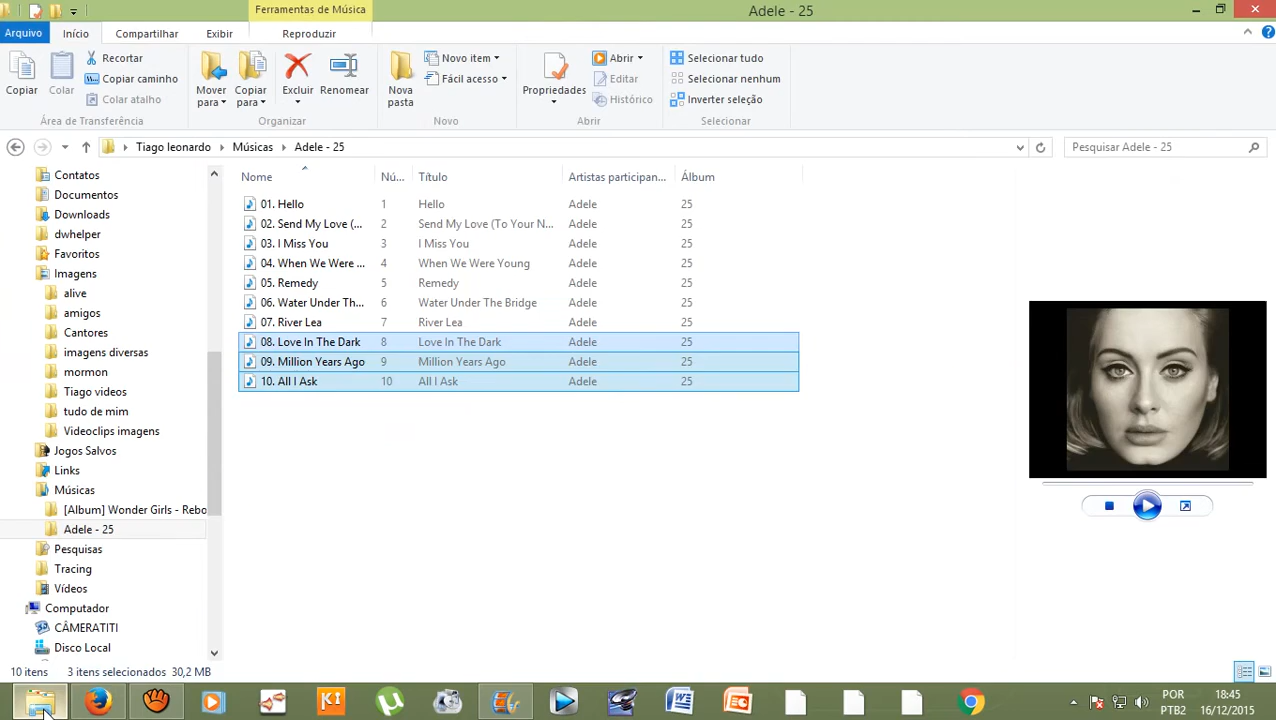 Ferramentas de Música
Adele - 25
Arquivo
Início
Compartilhar
Exibir
Reproduzir
Copiar
Colar
Recortar
Copiar caminho
Colar atalho
Área de Transferência
Mover para
Copiar para
Excluir
Renomear
Organizar
Nova pasta
Novo item
Fácil acesso
Novo
Propriedades
Abrir
Editar
Histórico
Abrir
Selecionar tudo
Selecionar nenhum
Inverter seleção
Selecionar
Tiago leonardo
Músicas
Adele - 25
Pesquisar Adele - 25
Contatos
Documentos
Downloads
dwhelper
Favoritos
Imagens
alive
amigos
Cantores
imagens diversas
mormon
Tiago videos
tudo de mim
Videoclips imagens
Jogos Salvos
Links
Músicas
[Album] Wonder Girls - Rebo
Adele - 25
Pesquisas
Tracing
Vídeos
Computador
CÂMERATITI
Disco Local
Nome Nú... Título Artistas participan... Álbum
01. Hello 1 Hello Adele 25
02. Send My Love (... 2 Send My Love (To Your N... Adele 25
03. I Miss You 3 I Miss You Adele 25
04. When We Were ... 4 When We Were Young Adele 25
05. Remedy 5 Remedy Adele 25
06. Water Under Th... 6 Water Under The Bridge Adele 25
07. River Lea 7 River Lea Adele 25
08. Love In The Dark 8 Love In The Dark Adele 25
09. Million Years Ago 9 Million Years Ago Adele 25
10. All I Ask 10 All I Ask Adele 25
10 itens 3 itens selecionados 30,2 MB
POR
PTB2
18:45
16/12/2015